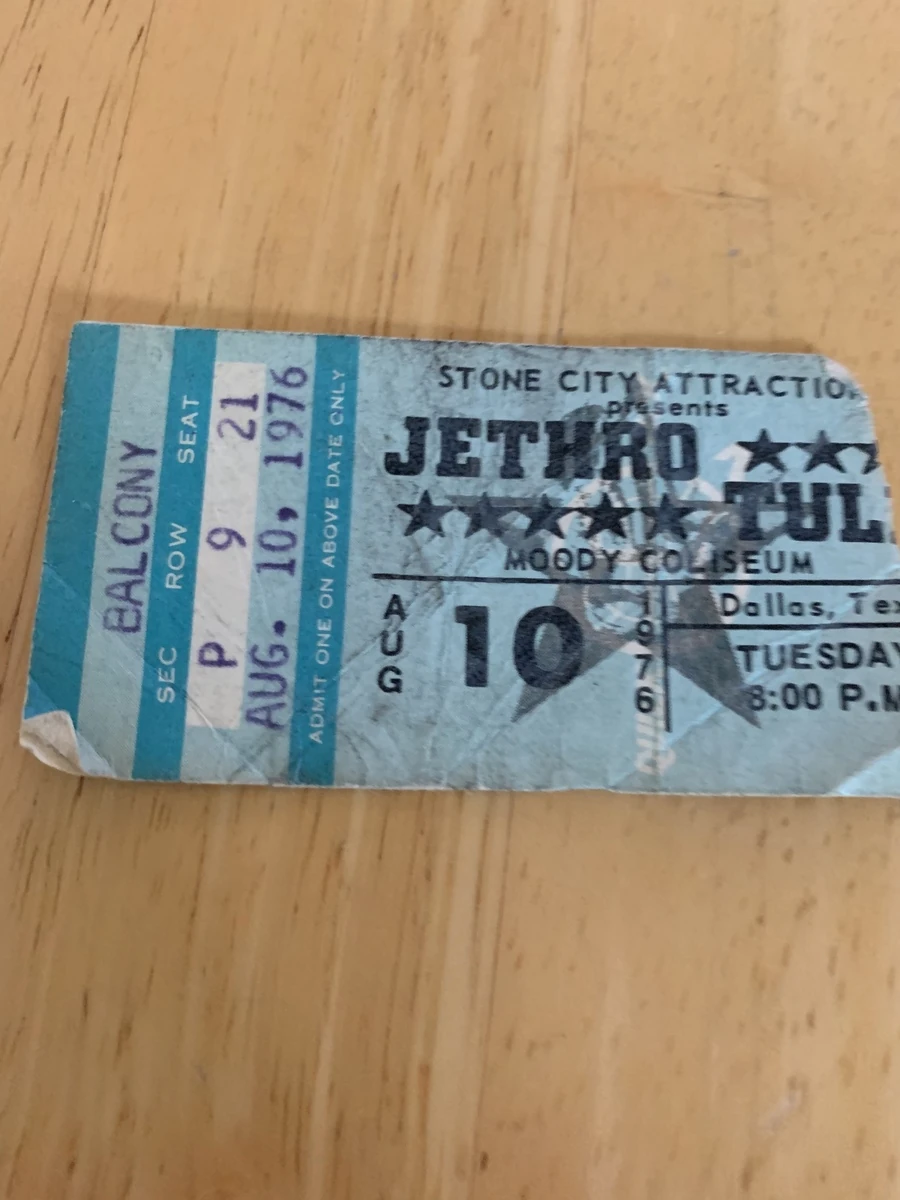 BALCONY
SEC ROW SEAT
P 9 21
AUG. 10, 1976
ADMIT ONE ON ABOVE DATE ONLY
STONE CITY ATTRACTIO
presents
JETHRO
TUL
MOODY COLISEUM
AUG 10 1976
Dallas, Tex
TUESDAY
8:00 P.M